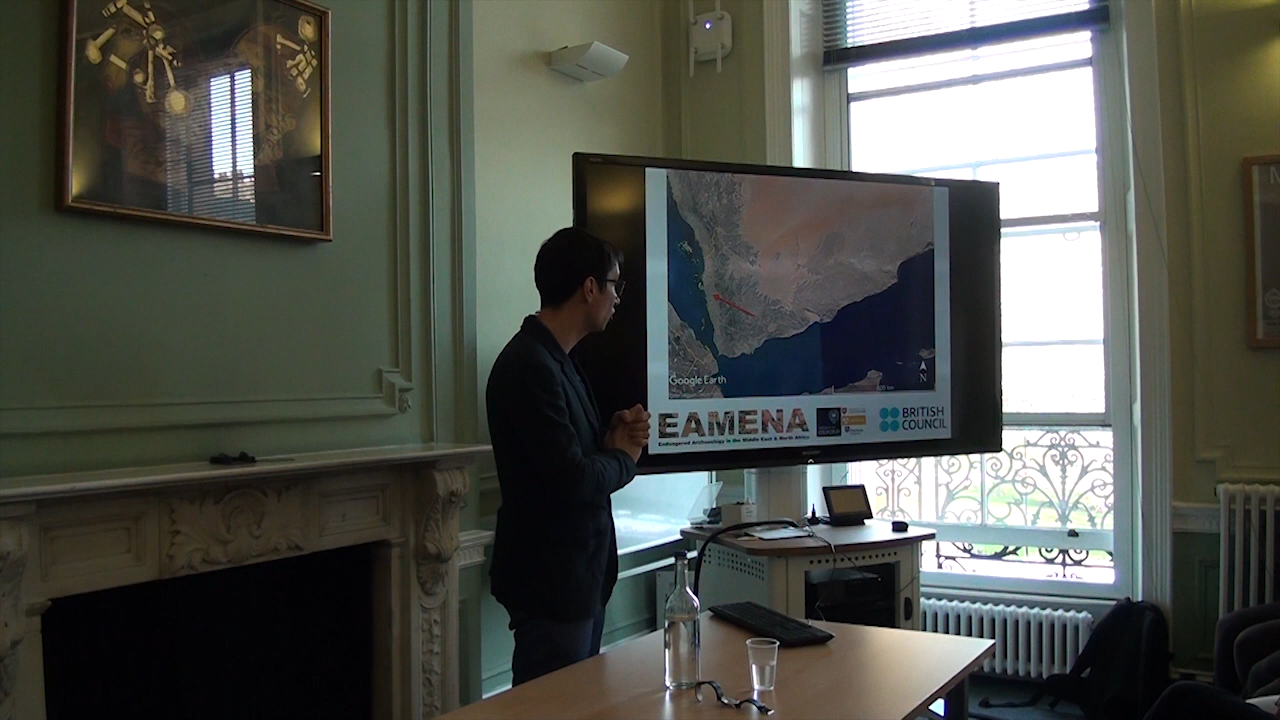 Google Earth
N
EAMENA
Endangered Archaeology in the Middle East & North Africa
BRITISH
COUNCIL